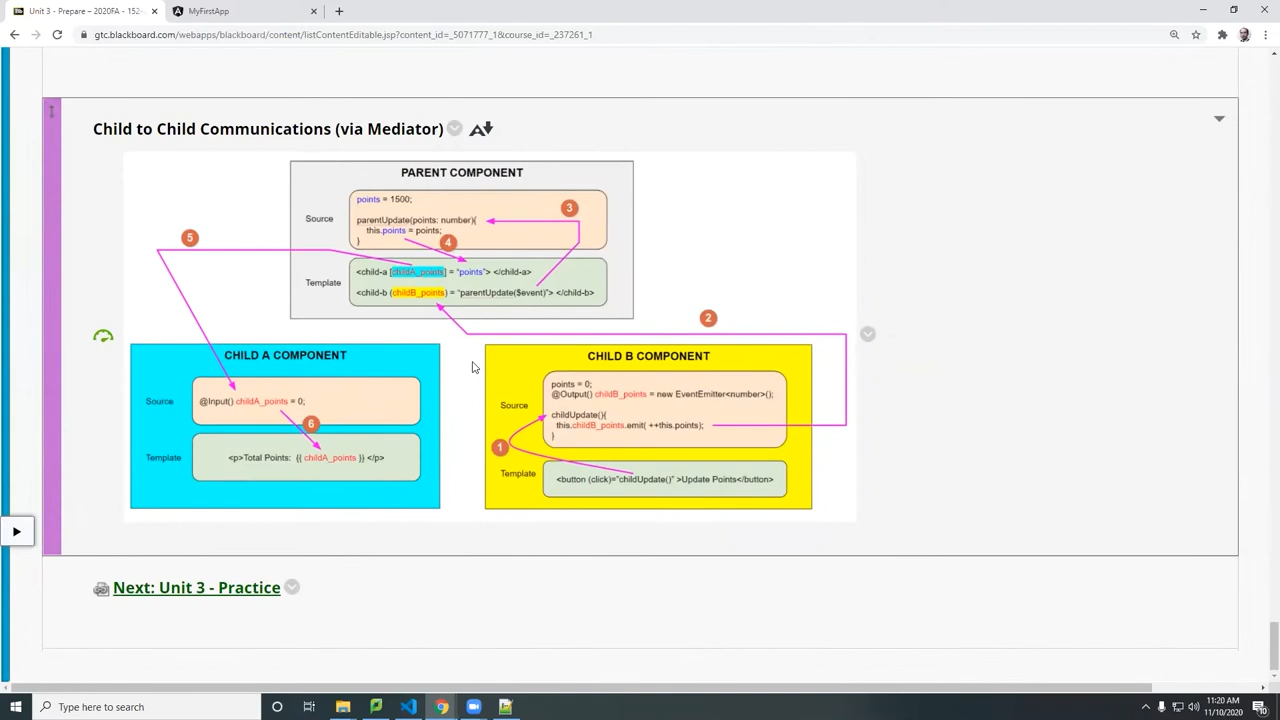 Unit 3 - Prepare – 2020FA - 152-
MyFirstApp
gtc.blackboard.com/webapps/blackboard/content/listContentEditable.jsp?content_id=_5071777_1&course_id=_237261_1
Child to Child Communications (via Mediator)
PARENT COMPONENT
Source
points = 1500;
parentUpdate(points: number){
this.points = points;
}
3
4
5
Template
<child-a [childA_points] = “points”> </child-a>
<child-b (childB_points) = “parentUpdate($event)”> </child-b>
2
CHILD A COMPONENT
Source
@Input() childA_points = 0;
6
Template
<p>Total Points: {{ childA_points }} </p>
CHILD B COMPONENT
Source
points = 0;
@Output() childB_points = new EventEmitter<number>();
childUpdate(){
this.childB_points.emit( ++this.points);
}
1
Template
<button (click)=”childUpdate()” >Update Points</button>
Next: Unit 3 - Practice
Type here to search
11:20 AM
11/10/2020
10